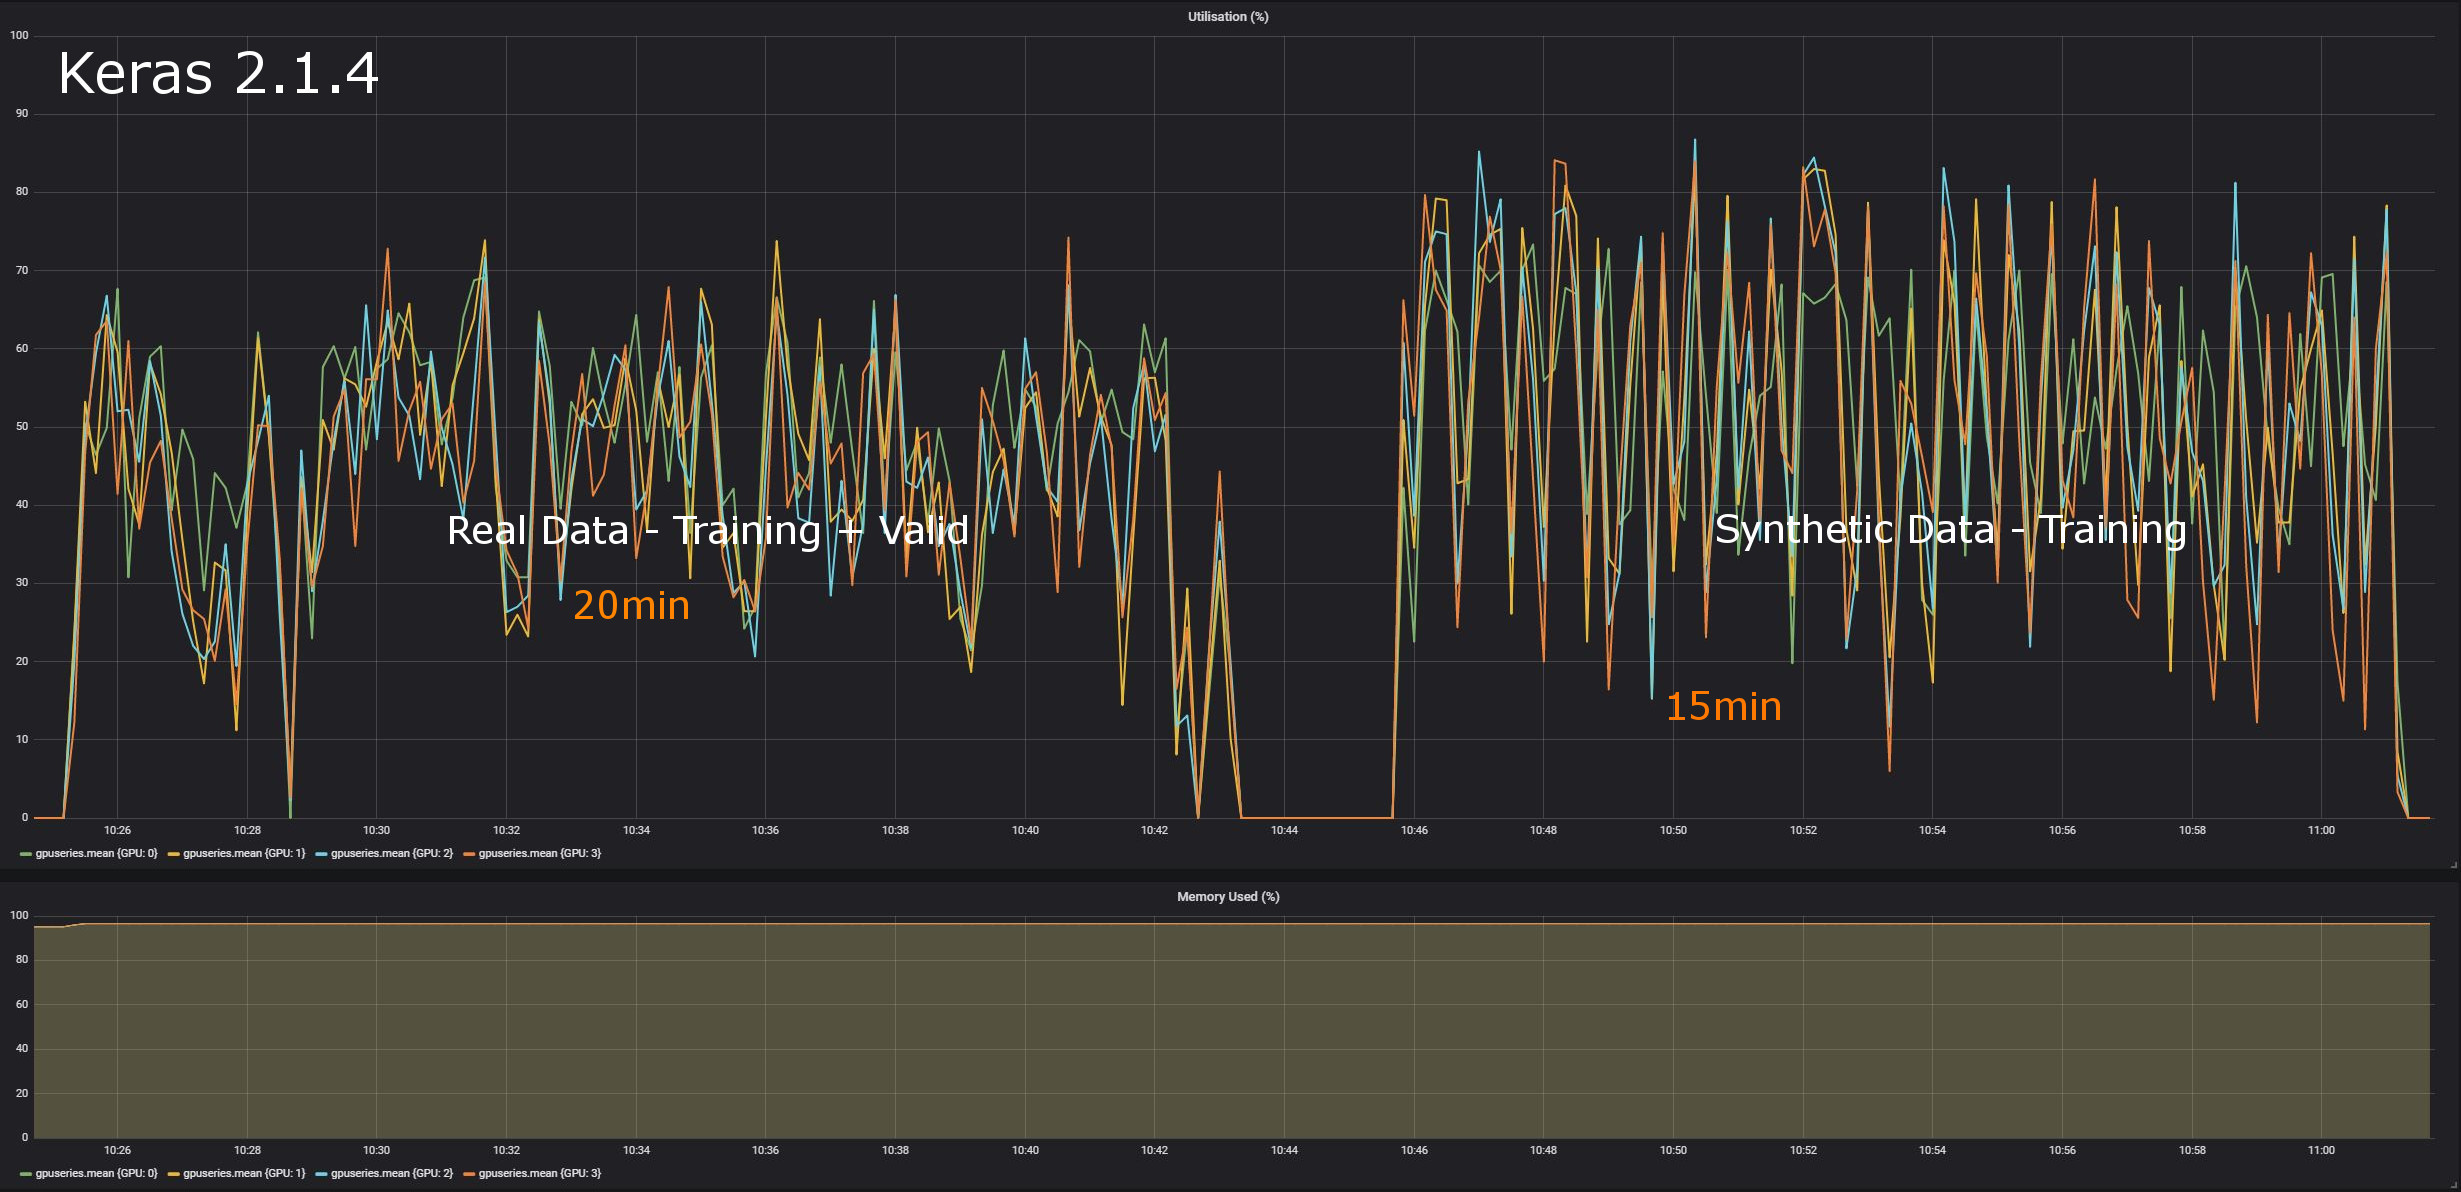 Utilisation (%)
100
Keras 2.1.4
90
80
70
60
50
40
Real Data - Training + Valid
Synthetic Data - Training
30
20min
20
15min
10
0
10:26 10:28 10:30 10:32 10:34 10:36 10:38 10:40 10:42 10:44 10:46 10:48 10:50 10:52 10:54 10:56 10:58 11:00
gpuseries.mean {GPU: 0} gpuseries.mean {GPU: 1} gpuseries.mean {GPU: 2} gpuseries.mean {GPU: 3}
Memory Used (%)
100
80
60
40
20
0
10:26 10:28 10:30 10:32 10:34 10:36 10:38 10:40 10:42 10:44 10:46 10:48 10:50 10:52 10:54 10:56 10:58 11:00
gpuseries.mean {GPU: 0} gpuseries.mean {GPU: 1} gpuseries.mean {GPU: 2} gpuseries.mean {GPU: 3}